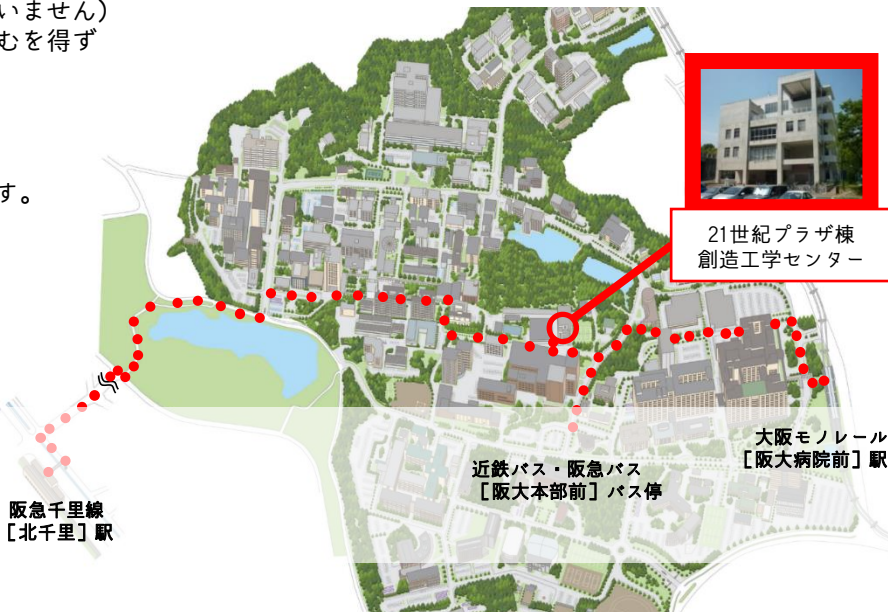 いません)
むを得ず
す。
21世紀プラザ棟
創造工学センター
大阪モノレール
［阪大病院前］駅
近鉄バス・阪急バス
［阪大本部前］バス停
阪急千里線
［北千里］駅